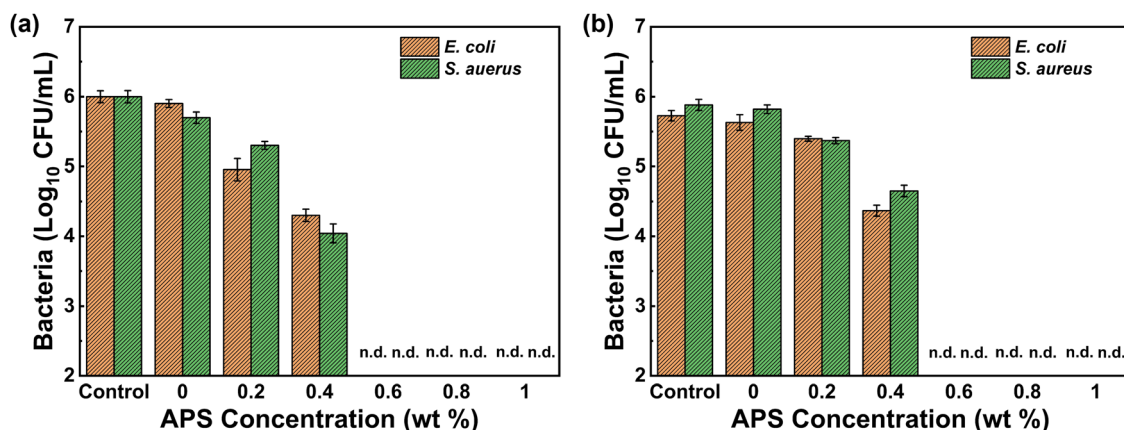 (a)
7
6
5
4
3
2
Bacteria (Log10 CFU/mL)
E. coli
S. auerus
n.d. n.d. n.d. n.d. n.d. n.d.
Control 0 0.2 0.4 0.6 0.8 1
APS Concentration (wt %)
(b)
7
6
5
4
3
2
Bacteria (Log10 CFU/mL)
E. coli
S. aureus
n.d. n.d. n.d. n.d. n.d. n.d.
Control 0 0.2 0.4 0.6 0.8 1
APS Concentration (wt %)